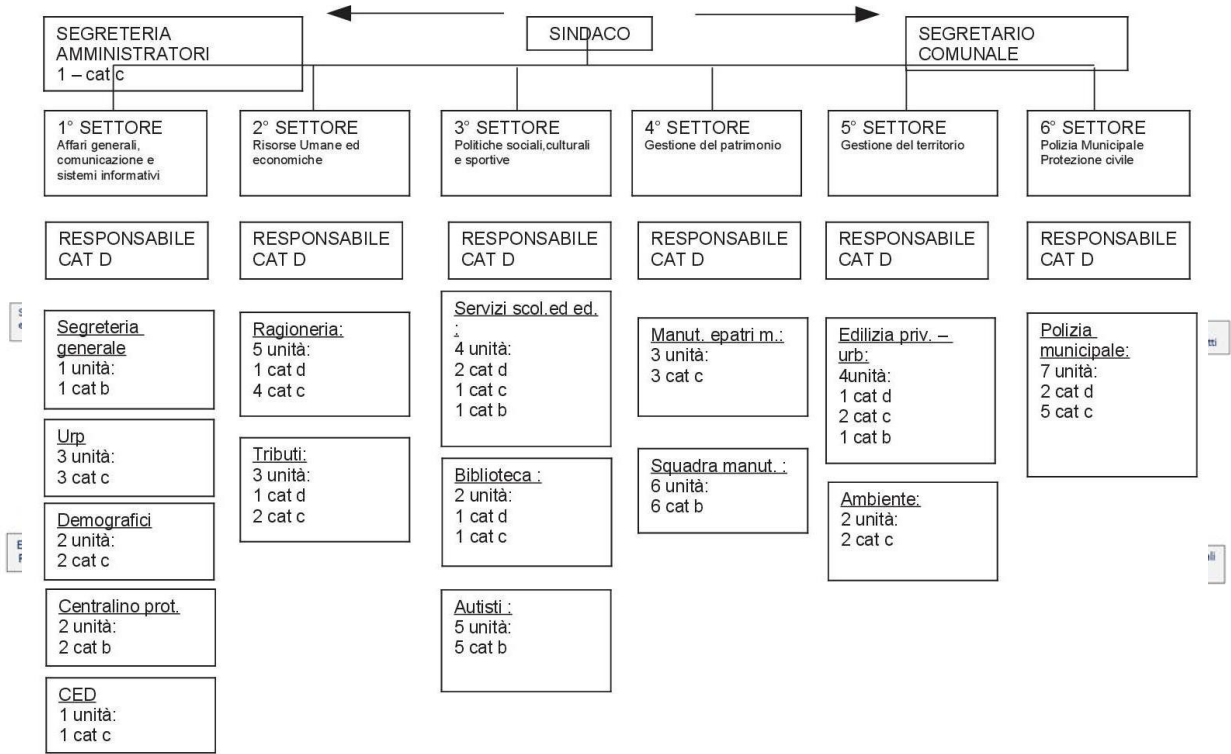 SEGRETERIA
AMMINISTRATORI
1 – cat c
SINDACO
SEGRETARIO
COMUNALE
1° SETTORE
Affari generali,
comunicazione e
sistemi informativi
2° SETTORE
Risorse Umane ed
economiche
3° SETTORE
Politiche sociali,culturali
e sportive
4° SETTORE
Gestione del patrimonio
5° SETTORE
Gestione del territorio
6° SETTORE
Polizia Municipale
Protezione civile
RESPONSABILE
CAT D
RESPONSABILE
CAT D
RESPONSABILE
CAT D
RESPONSABILE
CAT D
RESPONSABILE
CAT D
RESPONSABILE
CAT D
Segreteria
generale
1 unità:
1 cat b
Urp
3 unità:
3 cat c
Demografici
2 unità:
2 cat c
Centralino prot.
2 unità:
2 cat b
CED
1 unità:
1 cat c
Ragioneria:
5 unità:
1 cat d
4 cat c
Tributi:
3 unità:
1 cat d
2 cat c
Servizi scol.ed ed.
:
4 unità:
2 cat d
1 cat c
1 cat b
Biblioteca :
2 unità:
1 cat d
1 cat c
Autisti :
5 unità:
5 cat b
Manut. epatri m.:
3 unità:
3 cat c
Squadra manut. :
6 unità:
6 cat b
Edilizia priv. –
urb:
4unità:
1 cat d
2 cat c
1 cat b
Ambiente:
2 unità:
2 cat c
Polizia
municipale:
7 unità:
2 cat d
5 cat c